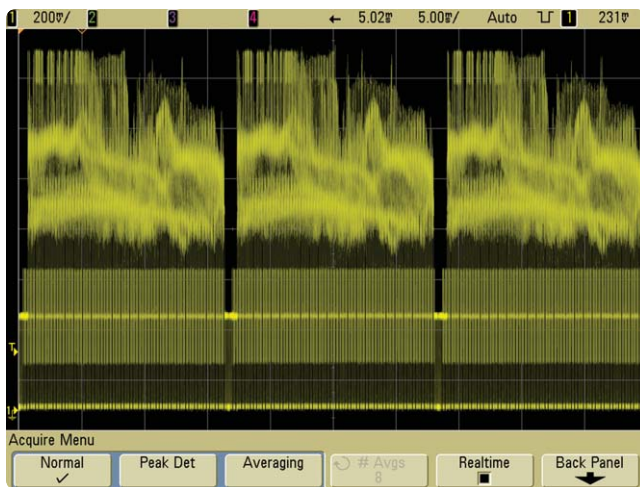 1 200mV/ 2 3 4 ← 5.02ms 5.00ms/ Auto 1 231mV
T
Acquire Menu
Normal ✓ Peak Det Averaging # Avgs 8 Realtime Back Panel